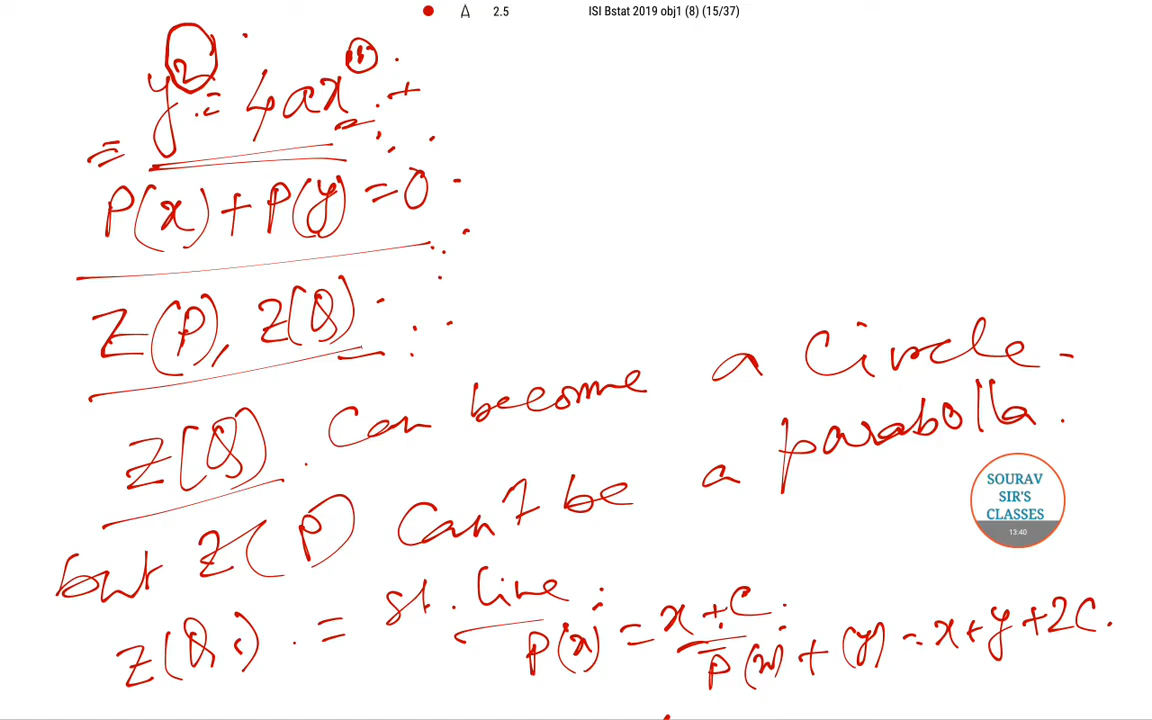 A 2.5 ISI Bstat 2019 obj1 (8) (15/37)
= y² = 4ax
P(x) + P(y) = 0
Z(P), Z(Q)
Z(Q) can become a circle
but Z(P) can't be a parabolla.
Z(Q,) = st. line
P(x) = x + C
P(x) + (y) = x + y + 2C.
SOURAV
SIR'S
CLASSES
13:40